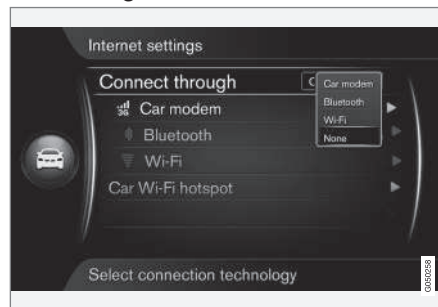 Internet settings
Connect through
Car modem
Bluetooth
Wi-Fi
None
3G Car modem
Bluetooth
Wi-Fi
Car Wi-Fi hotspot
Select connection technology
G050258